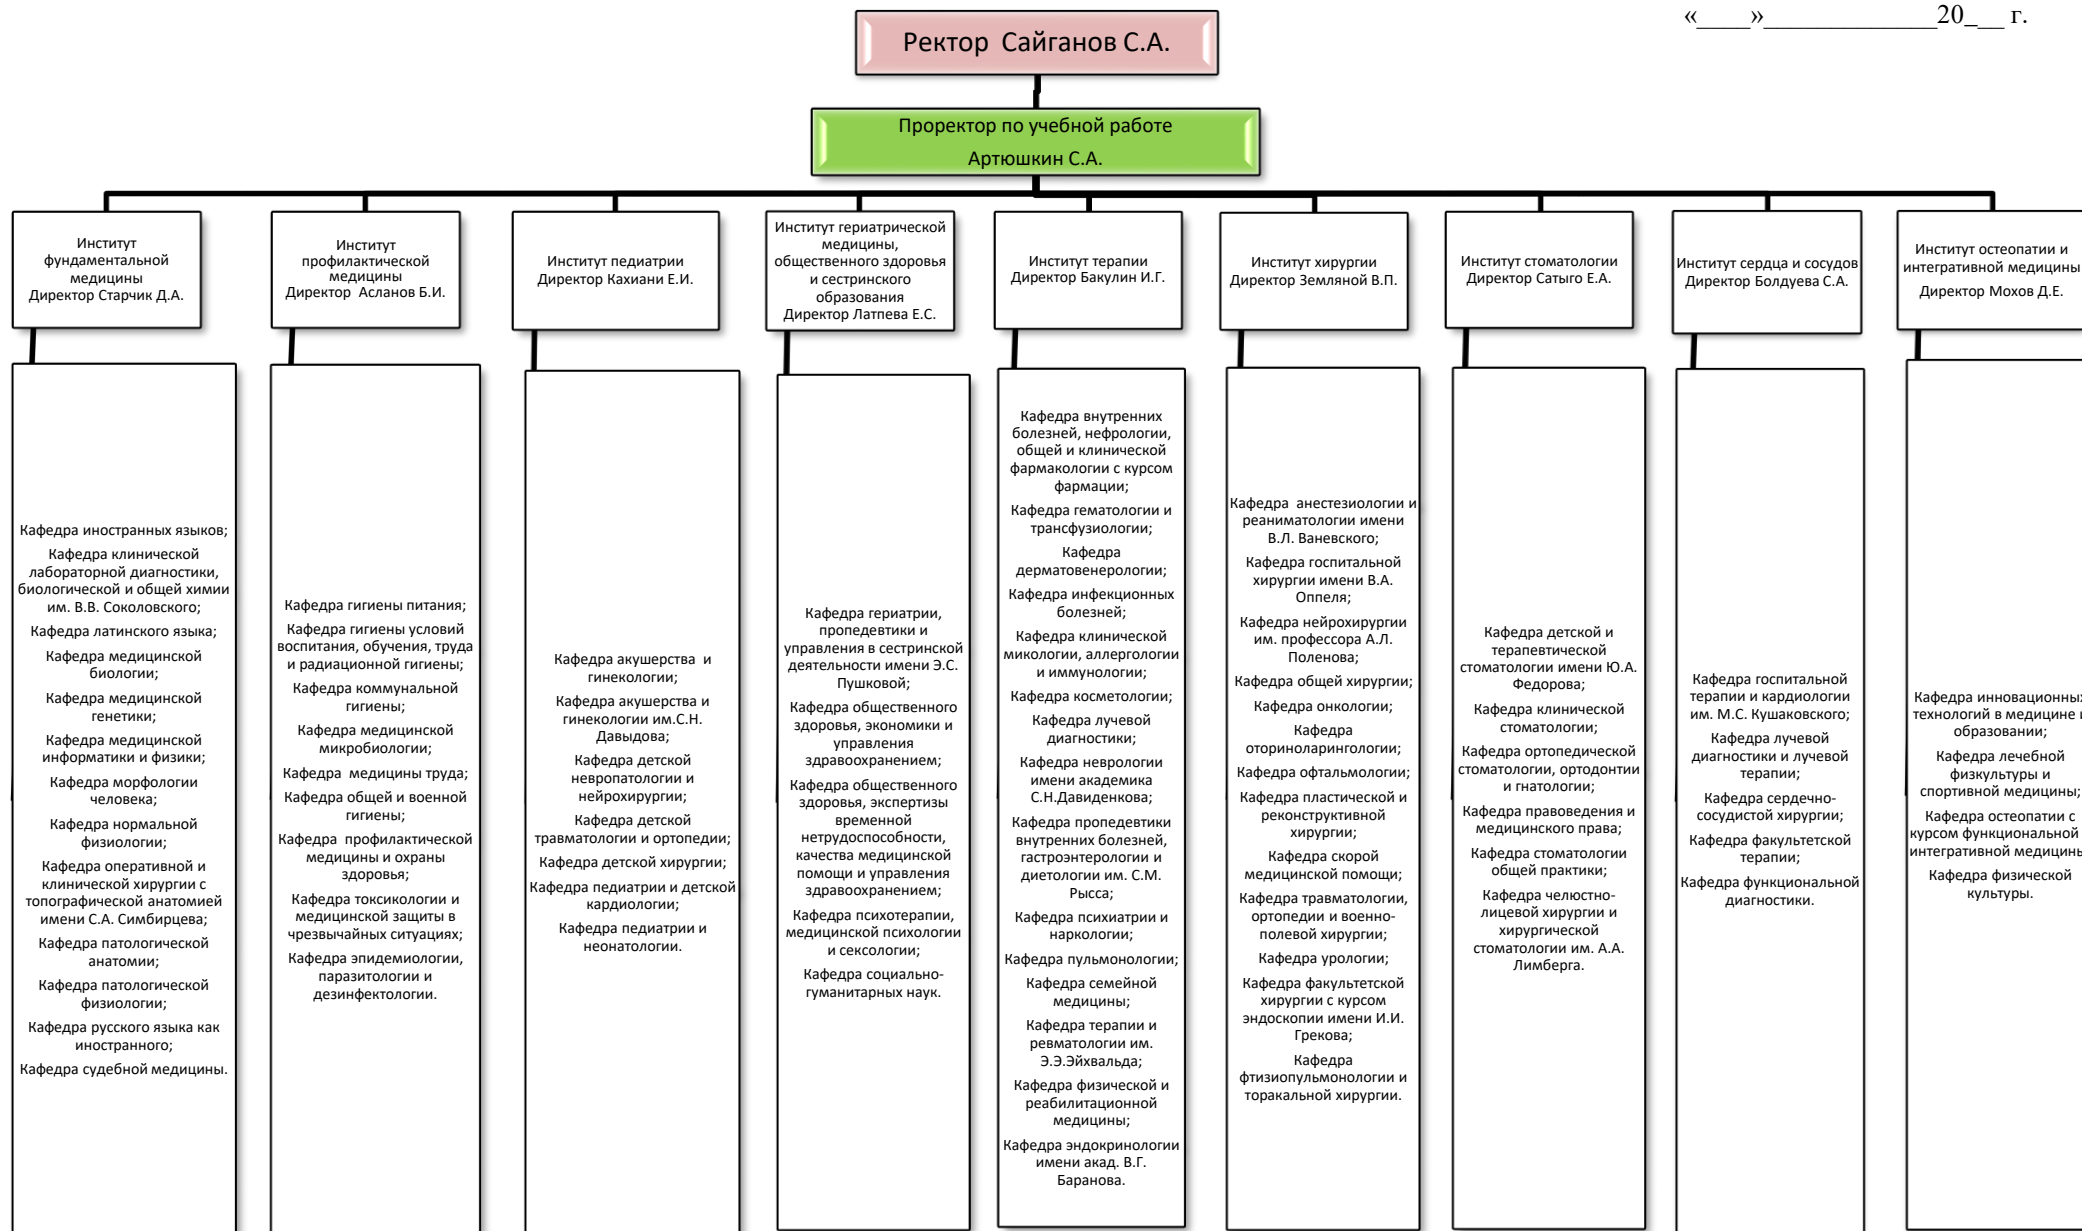 «____»_____________20_ __ г.
Ректор Сайганов С.А.
Проректор по учебной работе
Артюшкин С.А.
Институт
фундаментальной
медицины
Директор Старчик Д.А.
Институт
профилактической
медицины
Директор Асланов Б.И.
Институт педиатрии
Директор Кахиани Е.И.
Институт гериатрической
медицины,
общественного здоровья
и сестринского
образования
Директор Латпева Е.С.
Институт терапии
Директор Бакулин И.Г.
Институт хирургии
Директор Земляной В.П.
Институт стоматологии
Директор Сатыго Е.А.
Институт сердца и сосудов
Директор Болдуева С.А.
Институт остеопатии и
интегративной медицины
Директор Мохов Д.Е.
Кафедра иностранных языков;
Кафедра клинической
лабораторной диагностики,
биологической и общей химии
им. В.В. Соколовского;
Кафедра латинского языка;
Кафедра медицинской
биологии;
Кафедра медицинской
генетики;
Кафедра медицинской
информатики и физики;
Кафедра морфологии
человека;
Кафедра нормальной
физиологии;
Кафедра оперативной и
клинической хирургии с
топографической анатомией
имени С.А. Симбирцева;
Кафедра патологической
анатомии;
Кафедра патологической
физиологии;
Кафедра русского языка как
иностранного;
Кафедра судебной медицины.
Кафедра гигиены питания;
Кафедра гигиены условий
воспитания, обучения, труда
и радиационной гигиены;
Кафедра коммунальной
гигиены;
Кафедра медицинской
микробиологии;
Кафедра медицины труда;
Кафедра общей и военной
гигиены;
Кафедра профилактической
медицины и охраны
здоровья;
Кафедра токсикологии и
медицинской защиты в
чрезвычайных ситуациях;
Кафедра эпидемиологии,
паразитологии и
дезинфектологии.
Кафедра акушерства и
гинекологии;
Кафедра акушерства и
гинекологии им.С.Н.
Давыдова;
Кафедра детской
невропатологии и
нейрохирургии;
Кафедра детской
травматологии и ортопедии;
Кафедра детской хирургии;
Кафедра педиатрии и детской
кардиологии;
Кафедра педиатрии и
неонатологии.
Кафедра гериатрии,
пропедевтики и
управления в сестринской
деятельности имени Э.С.
Пушковой;
Кафедра общественного
здоровья, экономики и
управления
здравоохранением;
Кафедра общественного
здоровья, экспертизы
временной
нетрудоспособности,
качества медицинской
помощи и управления
здравоохранением;
Кафедра психотерапии,
медицинской психологии
и сексологии;
Кафедра социально-
гуманитарных наук.
Кафедра внутренних
болезней, нефрологии,
общей и клинической
фармакологии с курсом
фармации;
Кафедра гематологии и
трансфузиологии;
Кафедра
дерматовенерологии;
Кафедра инфекционных
болезней;
Кафедра клинической
микологии, аллергологии
и иммунологии;
Кафедра косметологии;
Кафедра лучевой
диагностики;
Кафедра неврологии
имени академика
С.Н.Давиденкова;
Кафедра пропедевтики
внутренних болезней,
гастроэнтерологии и
диетологии им. С.М.
Рысса;
Кафедра психиатрии и
наркологии;
Кафедра пульмонологии;
Кафедра семейной
медицины;
Кафедра терапии и
ревматологии им.
Э.Э.Эйхвальда;
Кафедра физической и
реабилитационной
медицины;
Кафедра эндокринологии
имени акад. В.Г.
Баранова.
Кафедра анестезиологии и
реаниматологии имени
В.Л. Ваневского;
Кафедра госпитальной
хирургии имени В.А.
Оппеля;
Кафедра нейрохирургии
им. профессора А.Л.
Поленова;
Кафедра общей хирургии;
Кафедра онкологии;
Кафедра
оториноларингологии;
Кафедра офтальмологии;
Кафедра пластической и
реконструктивной
хирургии;
Кафедра скорой
медицинской помощи;
Кафедра травматологии,
ортопедии и военно-
полевой хирургии;
Кафедра урологии;
Кафедра факультетской
хирургии с курсом
эндоскопии имени И.И.
Грекова;
Кафедра
фтизиопульмонологии и
торакальной хирургии.
Кафедра детской и
терапевтической
стоматологии имени Ю.А.
Федорова;
Кафедра клинической
стоматологии;
Кафедра ортопедической
стоматологии, ортодонтии
и гнатологии;
Кафедра правоведения и
медицинского права;
Кафедра стоматологии
общей практики;
Кафедра челюстно-
лицевой хирургии и
хирургической
стоматологии им. А.А.
Лимберга.
Кафедра госпитальной
терапии и кардиологии
им. М.С. Кушаковского;
Кафедра лучевой
диагностики и лучевой
терапии;
Кафедра сердечно-
сосудистой хирургии;
Кафедра факультетской
терапии;
Кафедра функциональной
диагностики.
Кафедра инновационных
технологий в медицине и
образовании;
Кафедра лечебной
физкультуры и
спортивной медицины;
Кафедра остеопатии с
курсом функциональной
интегративной медицины
Кафедра физической
культуры.